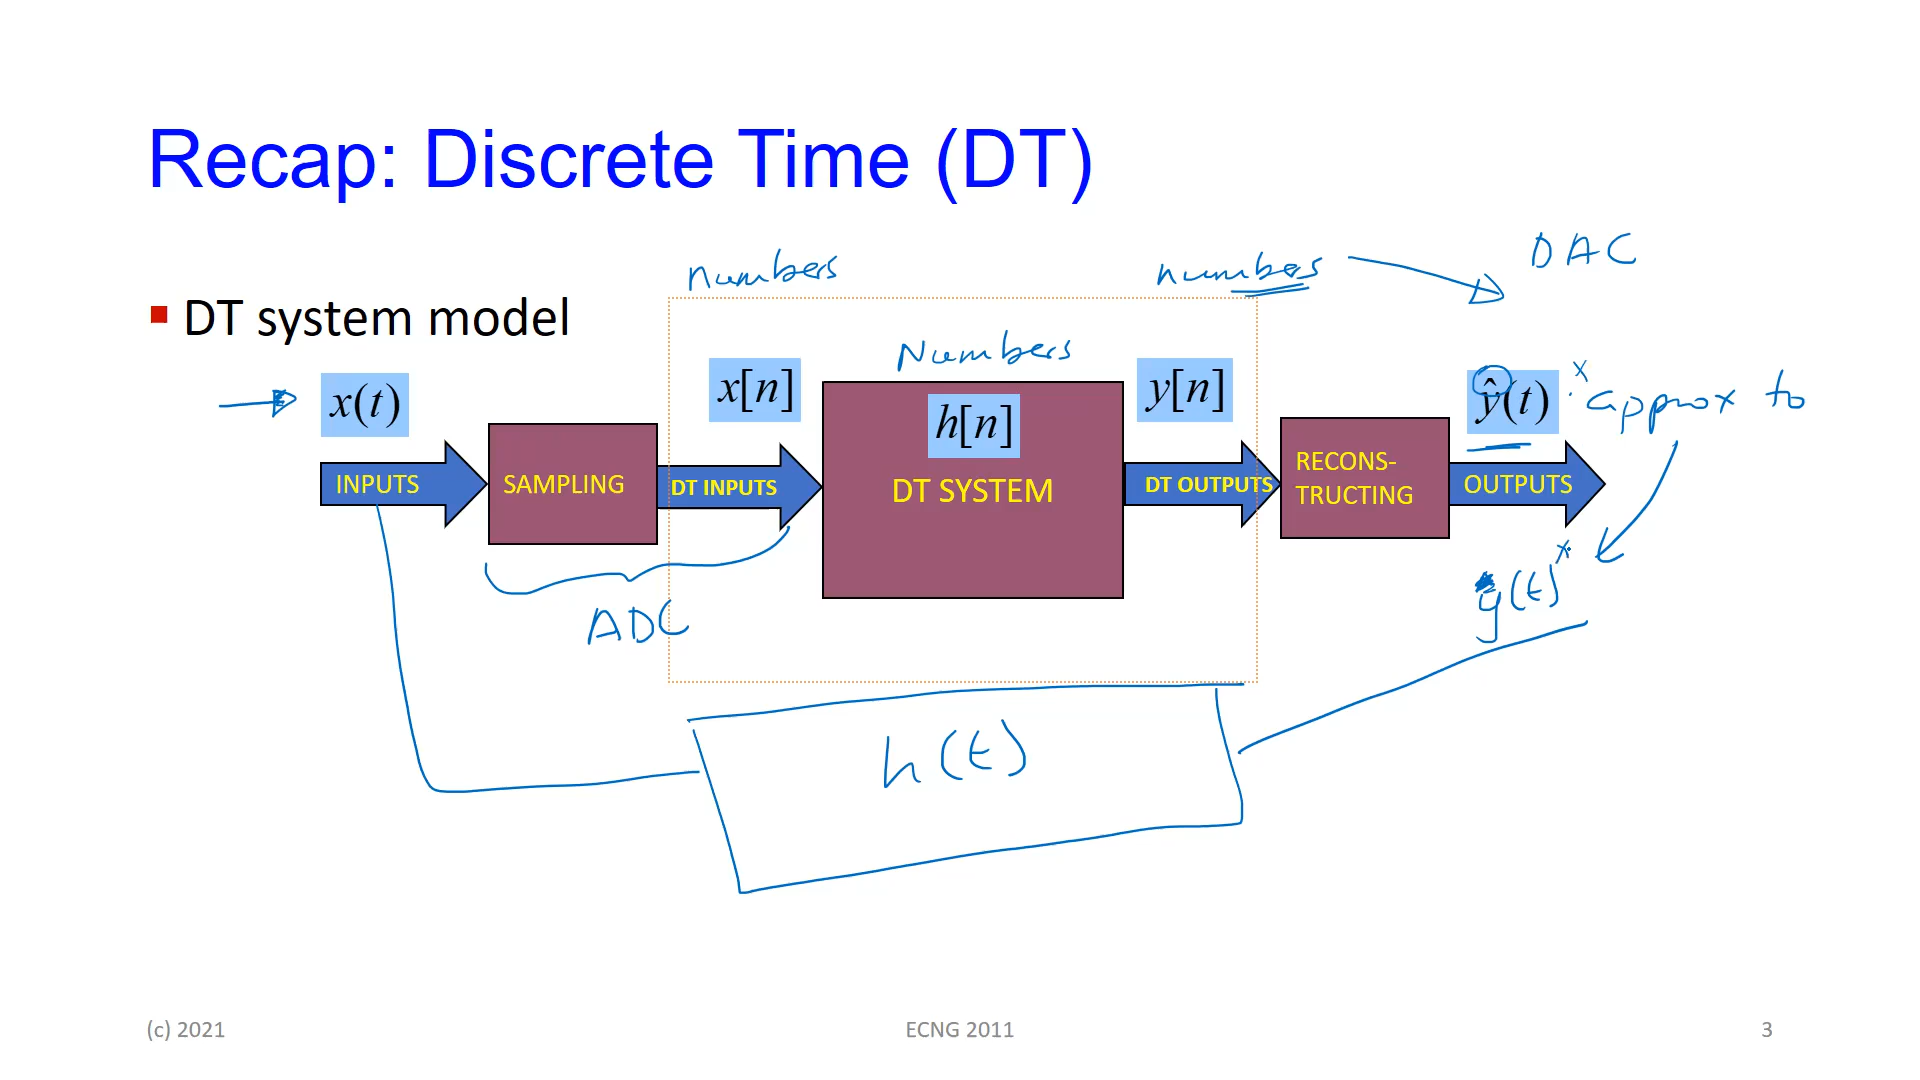 Recap: Discrete Time (DT)
DAC
numbers
numbers
DT system model
Numbers
x(t)
x[n]
h[n]
y[n]
ŷ(t)
x
approx to
INPUTS
SAMPLING
DT INPUTS
DT SYSTEM
DT OUTPUTS
RECONS-
TRUCTING
OUTPUTS
ADC
y(t)
x
h(t)
(c) 2021
ECNG 2011
3